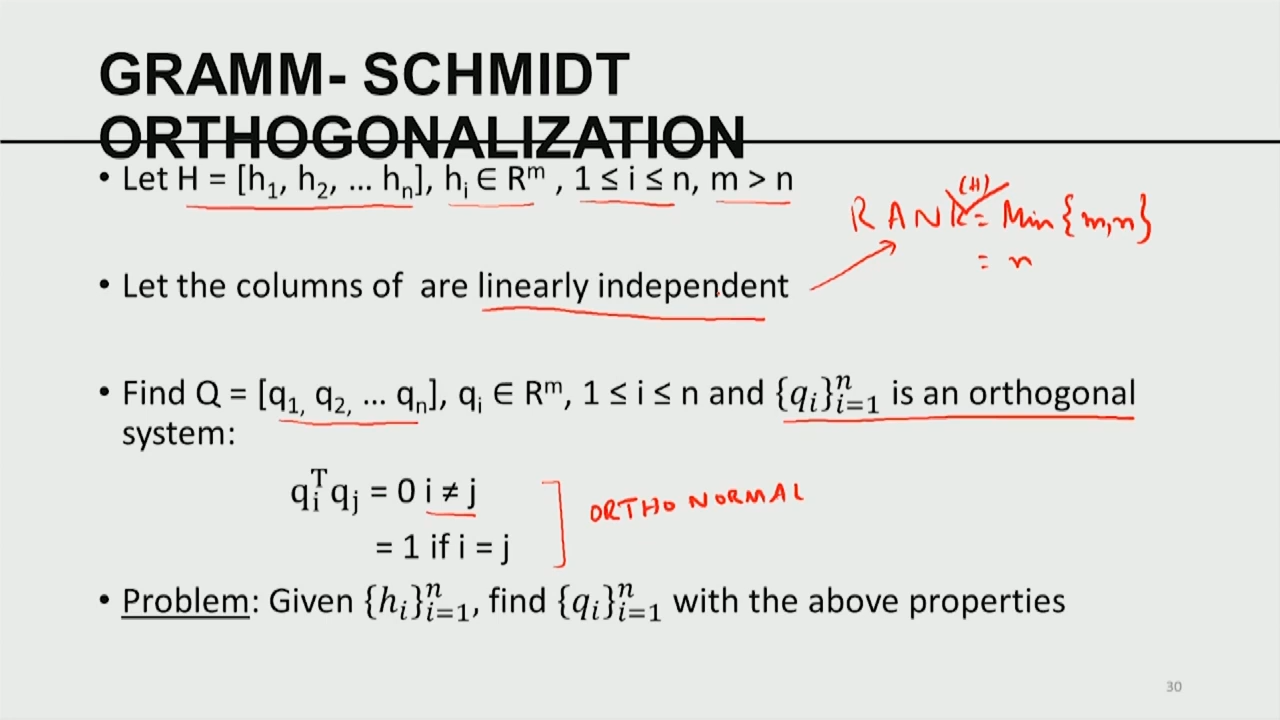 GRAMM- SCHMIDT
ORTHOGONALIZATION
• Let H = [h₁, h₂, … hₙ], hᵢ ∈ Rᵐ , 1 ≤ i ≤ n, m > n
(H)
RANK = Min {m,n}
= n
• Let the columns of are linearly independent
• Find Q = [q₁, q₂, … qₙ], qᵢ ∈ Rᵐ, 1 ≤ i ≤ n and {qᵢ}ⁿᵢ₌₁ is an orthogonal
system:
qᵢᵀqⱼ = 0 i ≠ j
= 1 if i = j
ORTHO NORMAL
• Problem: Given {hᵢ}ⁿᵢ₌₁, find {qᵢ}ⁿᵢ₌₁ with the above properties
30